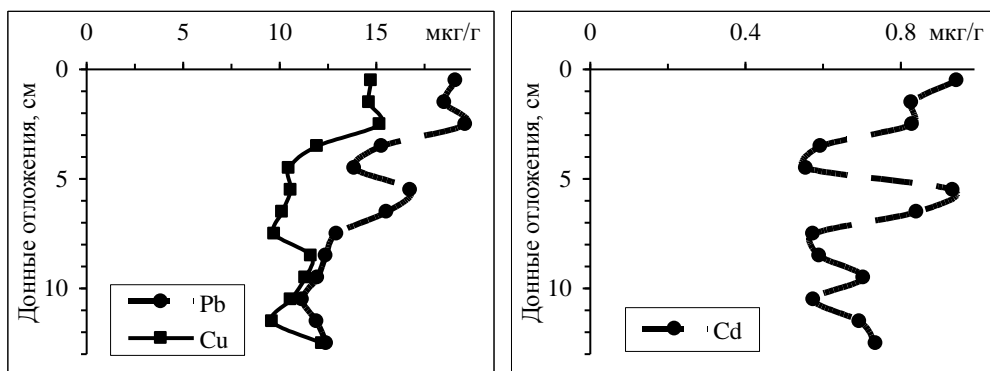 0 5 10 15 мкг/г
0
5
10
Донные отложения, см
Pb
Cu
0 0.4 0.8 мкг/г
0
5
10
Донные отложения, см
Cd